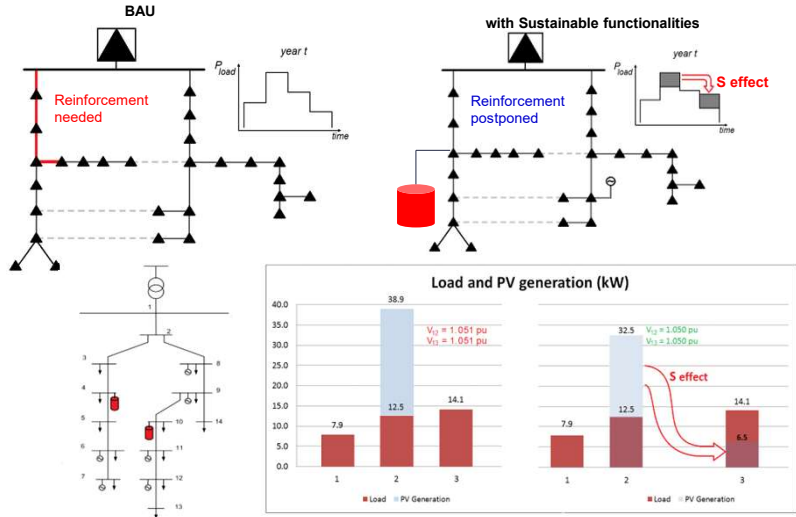 BAU
year t
P_load
Reinforcement
needed
time
with Sustainable functionalities
year t
P_load
S effect
Reinforcement
postponed
time
1
2
3
8
4
9
5
10
14
6
11
7
12
13
Load and PV generation (kW)
40.0
35.0
30.0
25.0
20.0
15.0
10.0
5.0
0.0
38.9
V12 = 1.051 pu
V13 = 1.051 pu
7.9
12.5
14.1
1 2 3
Load PV Generation
32.5
V12 = 1.050 pu
V13 = 1.050 pu
S effect
7.9
12.5
14.1
6.5
1 2 3
Load PV Generation